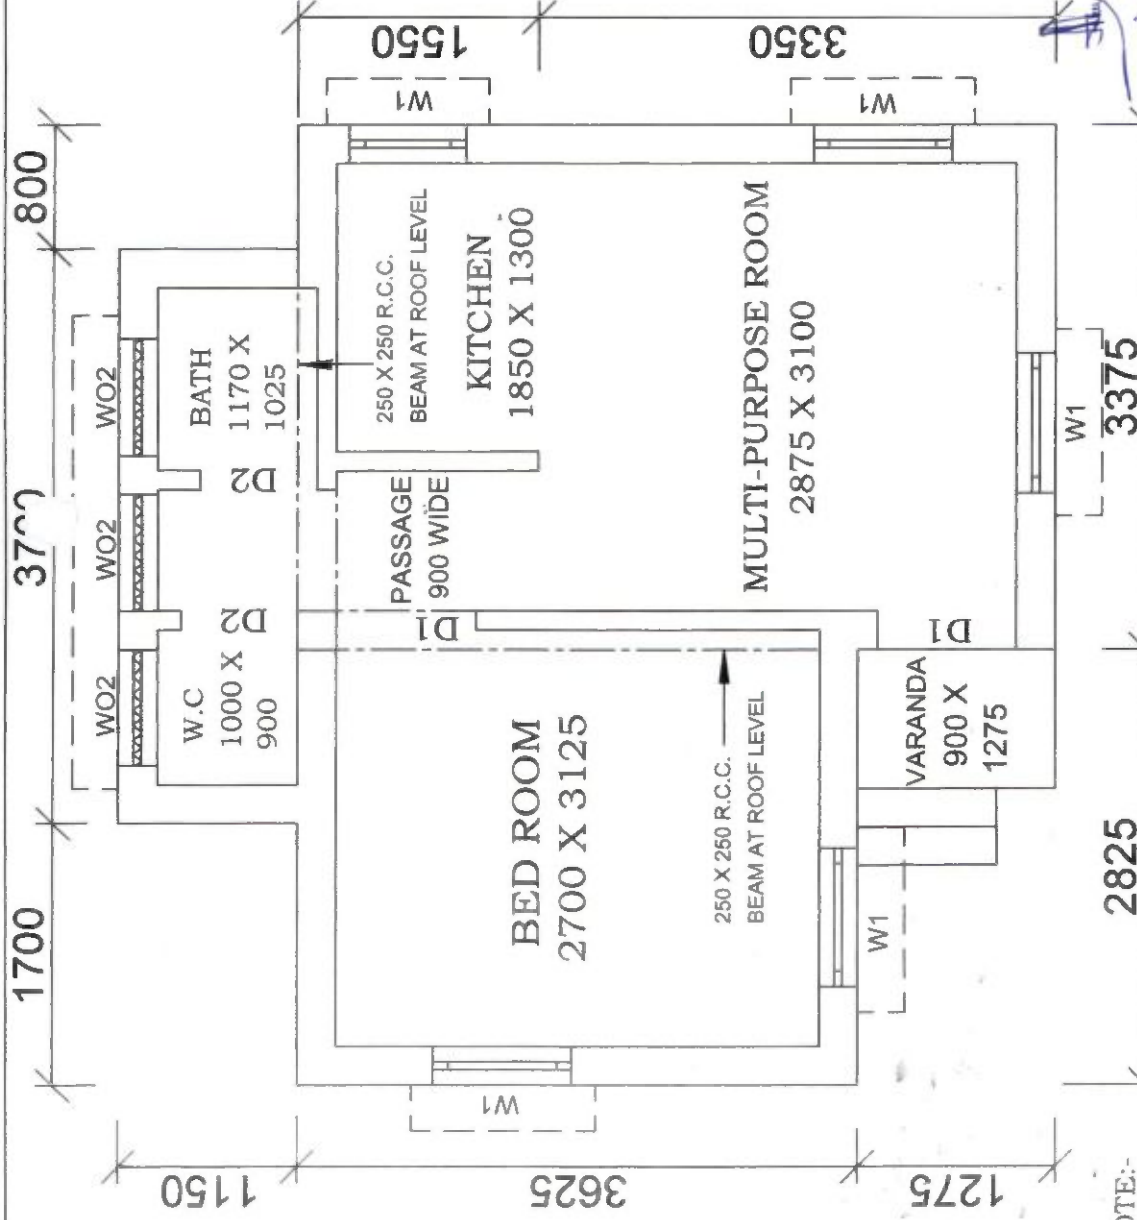 1700
3700
800
WO2
WO2
WO2
W.C
1000 X
900
D2
D2
BATH
1170 X
1025
1150
3625
1275
1550
3350
PASSAGE
900 WIDE
D1
250 X 250 R.C.C.
BEAM AT ROOF LEVEL
KITCHEN
1850 X 1300
W1
W1
MULTI-PURPOSE ROOM
2875 X 3100
BED ROOM
2700 X 3125
250 X 250 R.C.C.
BEAM AT ROOF LEVEL
D1
VARANDA
900 X
1275
W1
W1
W1
2825
3375
OTE:-